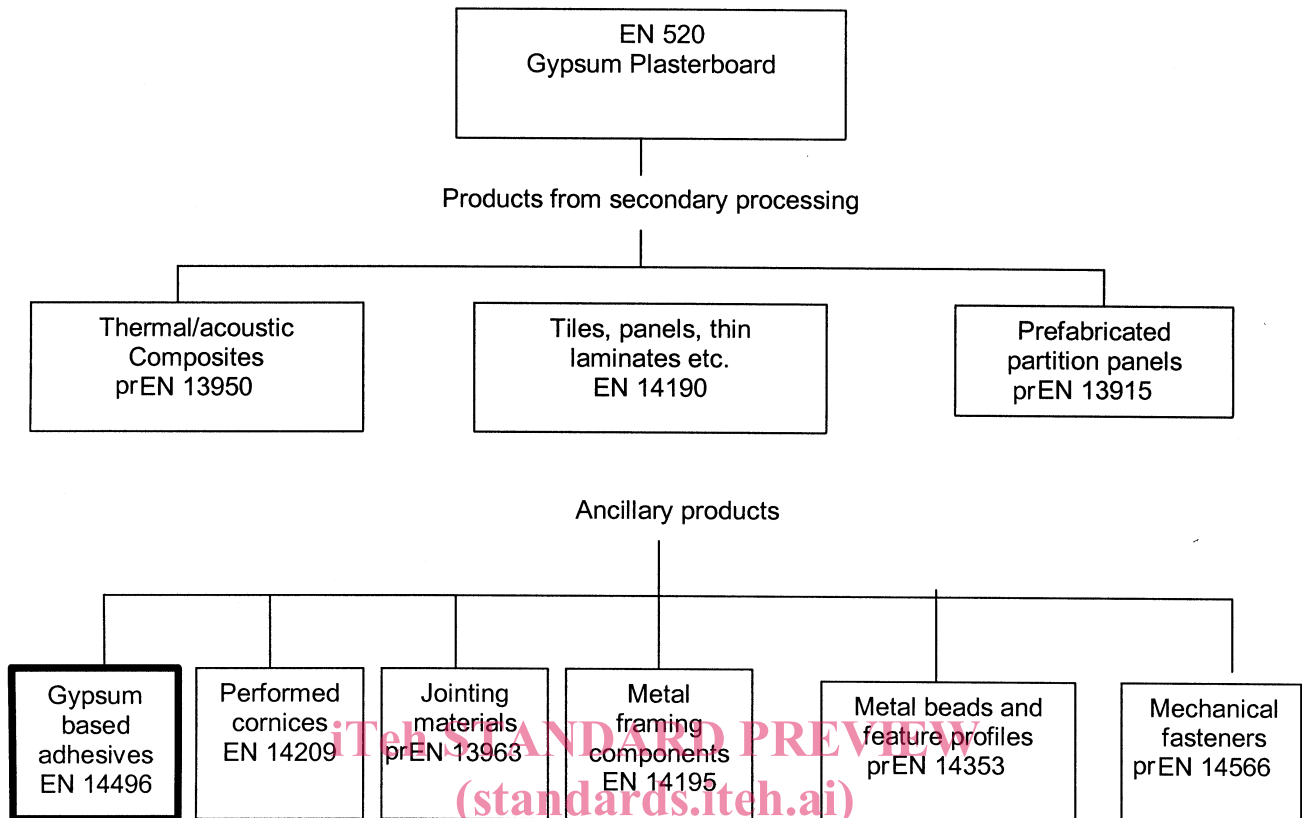 EN 520
Gypsum Plasterboard
Products from secondary processing
Thermal/acoustic
Composites
prEN 13950
Tiles, panels, thin
laminates etc.
EN 14190
Prefabricated
partition panels
prEN 13915
Ancillary products
Gypsum
based
adhesives
EN 14496
Performed
cornices
EN 14209
Jointing
materials
prEN 13963
Metal
framing
components
EN 14195
Metal beads and
feature profiles
prEN 14353
Mechanical
fasteners
prEN 14566
iTeh STANDARD PREVIEW
(standards.iteh.ai)